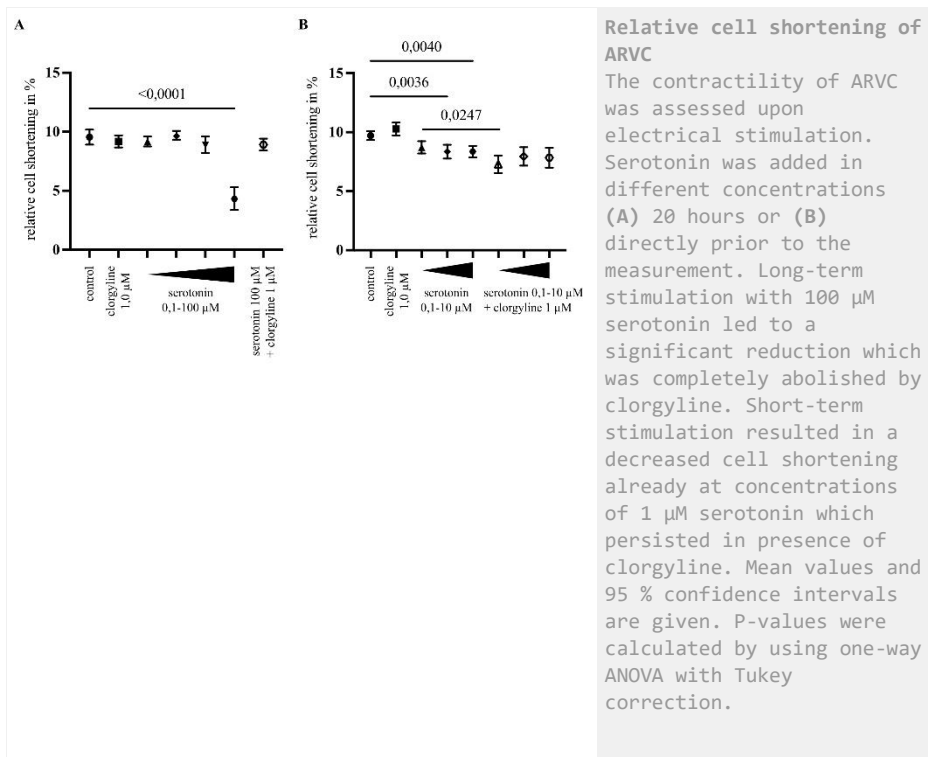 A
B
<0,0001
0,0040
0,0036
0,0247
relative cell shortening in %
15
10
5
0
control
clorgyline
1,0 µM
serotonin
0,1-100 µM
serotonin 100 µM
+ clorgyline 1 µM
relative cell shortening in %
15
10
5
0
control
clorgyline
1,0 µM
serotonin
0,1-10 µM
serotonin 0,1-10 µM
+ clorgyline 1 µM
Relative cell shortening of
ARVC
The contractility of ARVC
was assessed upon
electrical stimulation.
Serotonin was added in
different concentrations
(A) 20 hours or (B)
directly prior to the
measurement. Long-term
stimulation with 100 µM
serotonin led to a
significant reduction which
was completely abolished by
clorgyline. Short-term
stimulation resulted in a
decreased cell shortening
already at concentrations
of 1 µM serotonin which
persisted in presence of
clorgyline. Mean values and
95 % confidence intervals
are given. P-values were
calculated by using one-way
ANOVA with Tukey
correction.